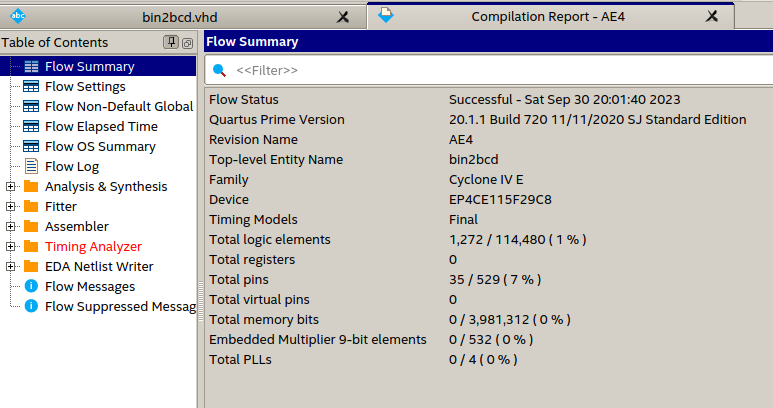 abc bin2bcd.vhd
Compilation Report - AE4
Table of Contents
Flow Summary
Flow Settings
Flow Non-Default Global
Flow Elapsed Time
Flow OS Summary
Flow Log
Analysis & Synthesis
Fitter
Assembler
Timing Analyzer
EDA Netlist Writer
Flow Messages
Flow Suppressed Messag
Flow Summary
<<Filter>>
Flow Status Successful - Sat Sep 30 20:01:40 2023
Quartus Prime Version 20.1.1 Build 720 11/11/2020 SJ Standard Edition
Revision Name AE4
Top-level Entity Name bin2bcd
Family Cyclone IV E
Device EP4CE115F29C8
Timing Models Final
Total logic elements 1,272 / 114,480 ( 1 % )
Total registers 0
Total pins 35 / 529 ( 7 % )
Total virtual pins 0
Total memory bits 0 / 3,981,312 ( 0 % )
Embedded Multiplier 9-bit elements 0 / 532 ( 0 % )
Total PLLs 0 / 4 ( 0 % )